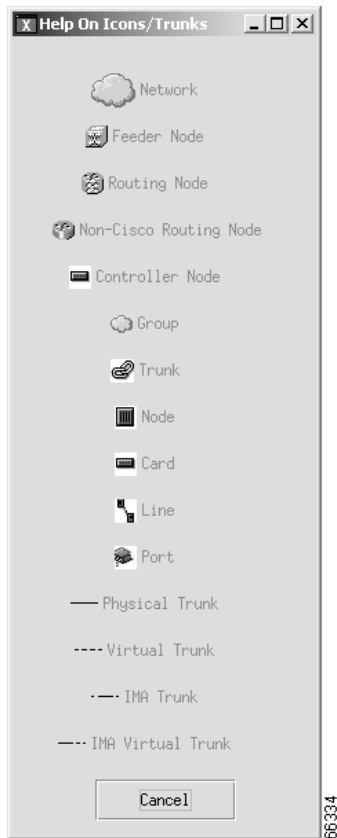 X Help On Icons/Trunks
Network
Feeder Node
Routing Node
Non-Cisco Routing Node
Controller Node
Group
Trunk
Node
Card
Line
Port
Physical Trunk
Virtual Trunk
IMA Trunk
IMA Virtual Trunk
Cancel
66334